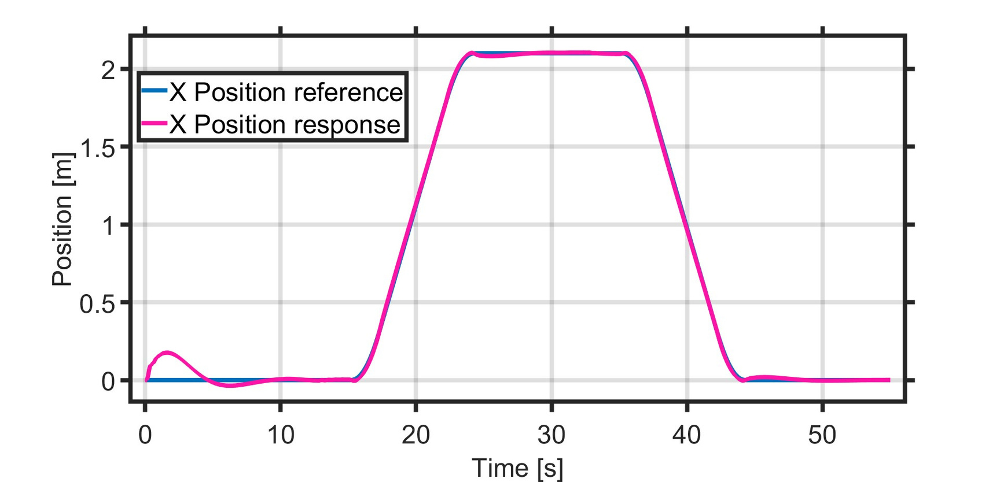 X Position reference
X Position response
Position [m]
2
1.5
1
0.5
0
0
10
20
30
40
50
Time [s]